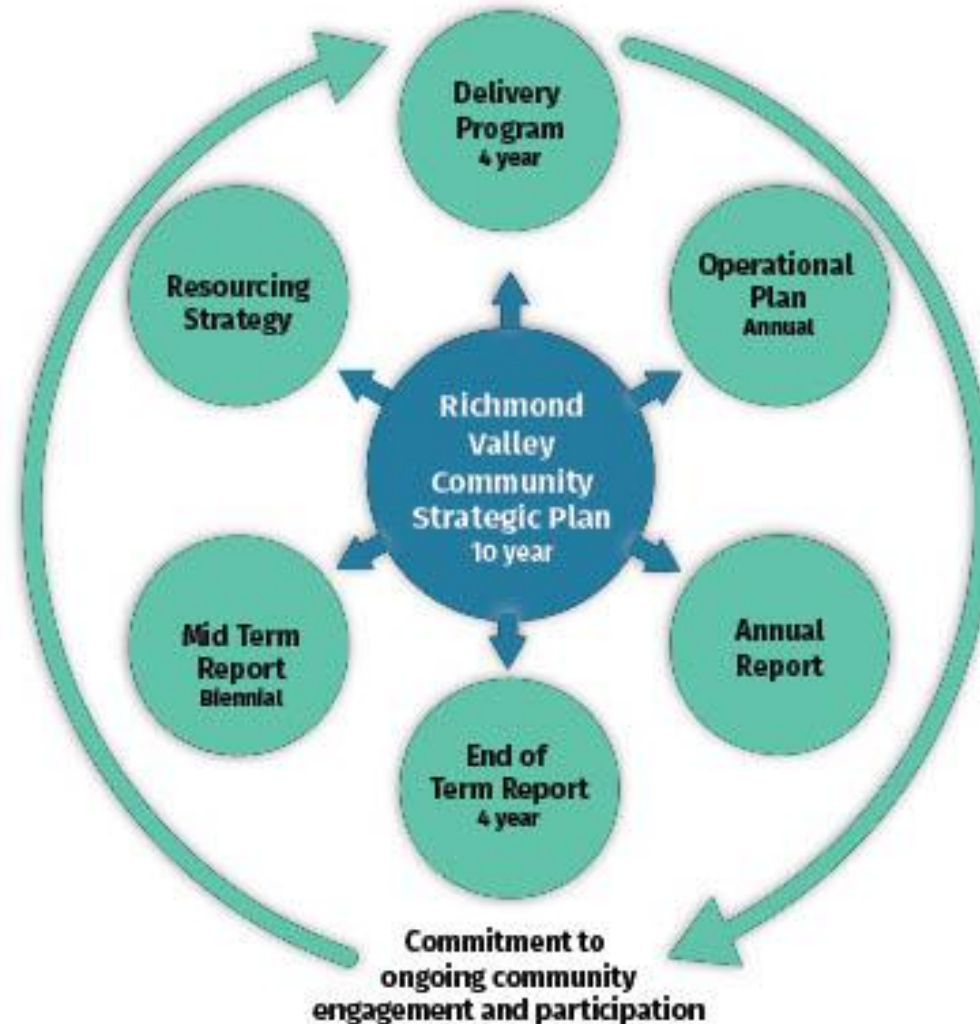 Delivery
Program
4 year
Operational
Plan
Annual
Resourcing
Strategy
Richmond
Valley
Community
Strategic Plan
10 year
Annual
Report
Mid Term
Report
Biennial
End of
Term Report
4 year
Commitment to
ongoing community
engagement and participation